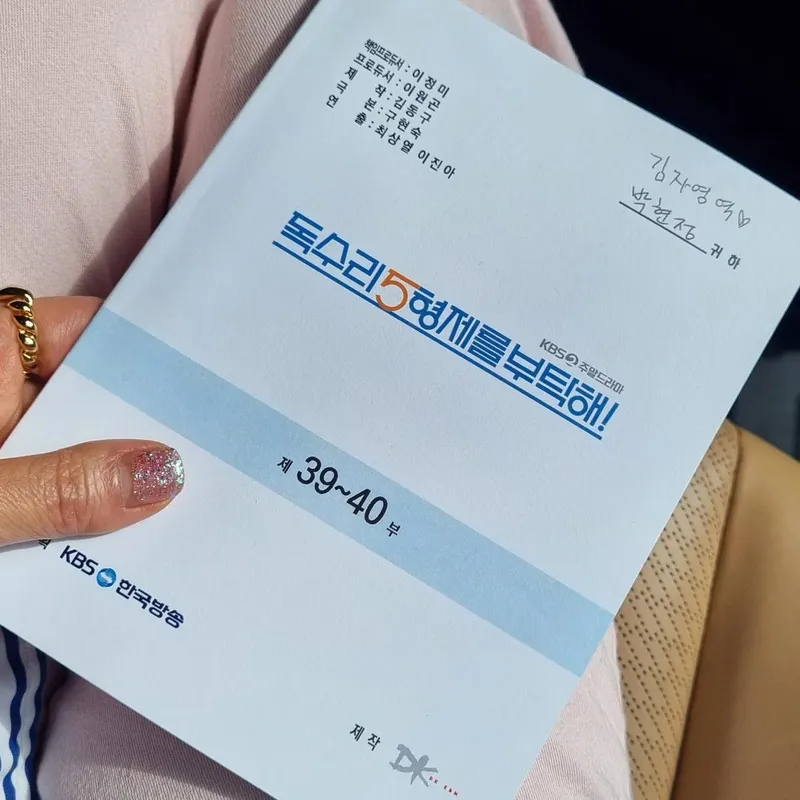 책임프로듀서 : 이정미
프로듀서 : 이원곤
제 작 : 김동구
극 본 : 구현숙
연 출 : 최상열 이진아
김자영 역♡
박현정 귀하
독수리5형제를부탁해!
KBS2 주말드라마
제 39~40 부
KBS 한국방송
제작 DK
DK E&M